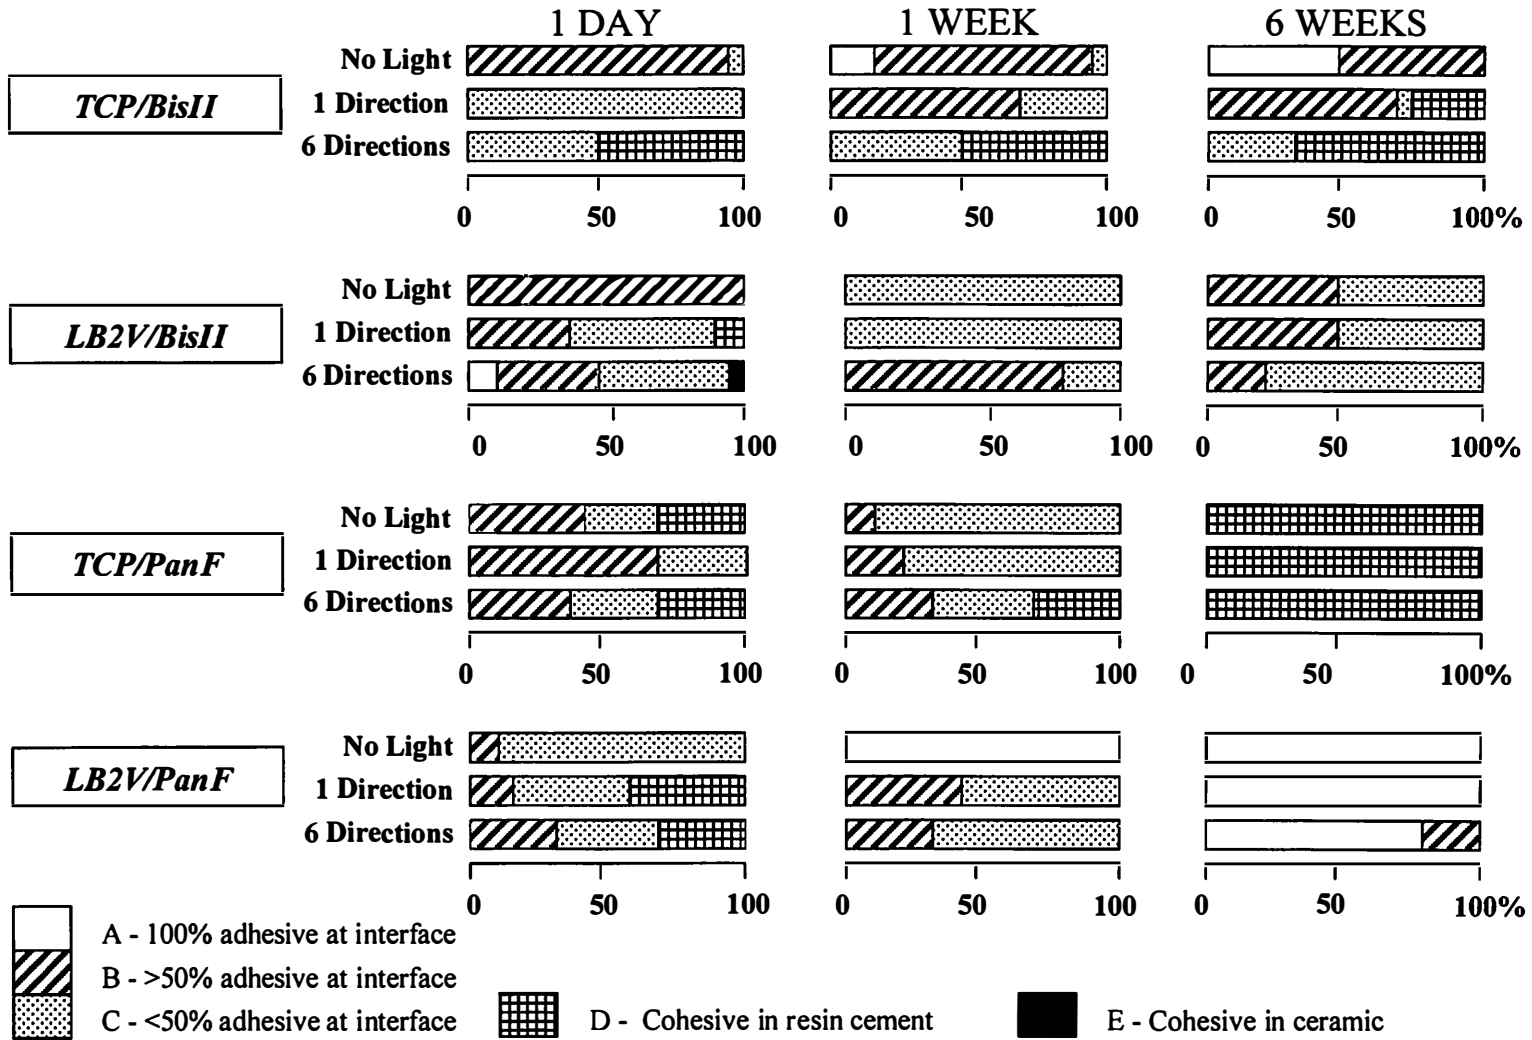 1 DAY 1 WEEK 6 WEEKS
No Light
TCP/BisII 1 Direction
6 Directions
0 50 100 0 50 100 0 50 100%
No Light
LB2V/BisII 1 Direction
6 Directions
0 50 100 0 50 100 0 50 100%
No Light
TCP/PanF 1 Direction
6 Directions
0 50 100 0 50 100 0 50 100%
No Light
LB2V/PanF 1 Direction
6 Directions
0 50 100 0 50 100 0 50 100%
A - 100% adhesive at interface
B - >50% adhesive at interface
C - <50% adhesive at interface D - Cohesive in resin cement E - Cohesive in ceramic